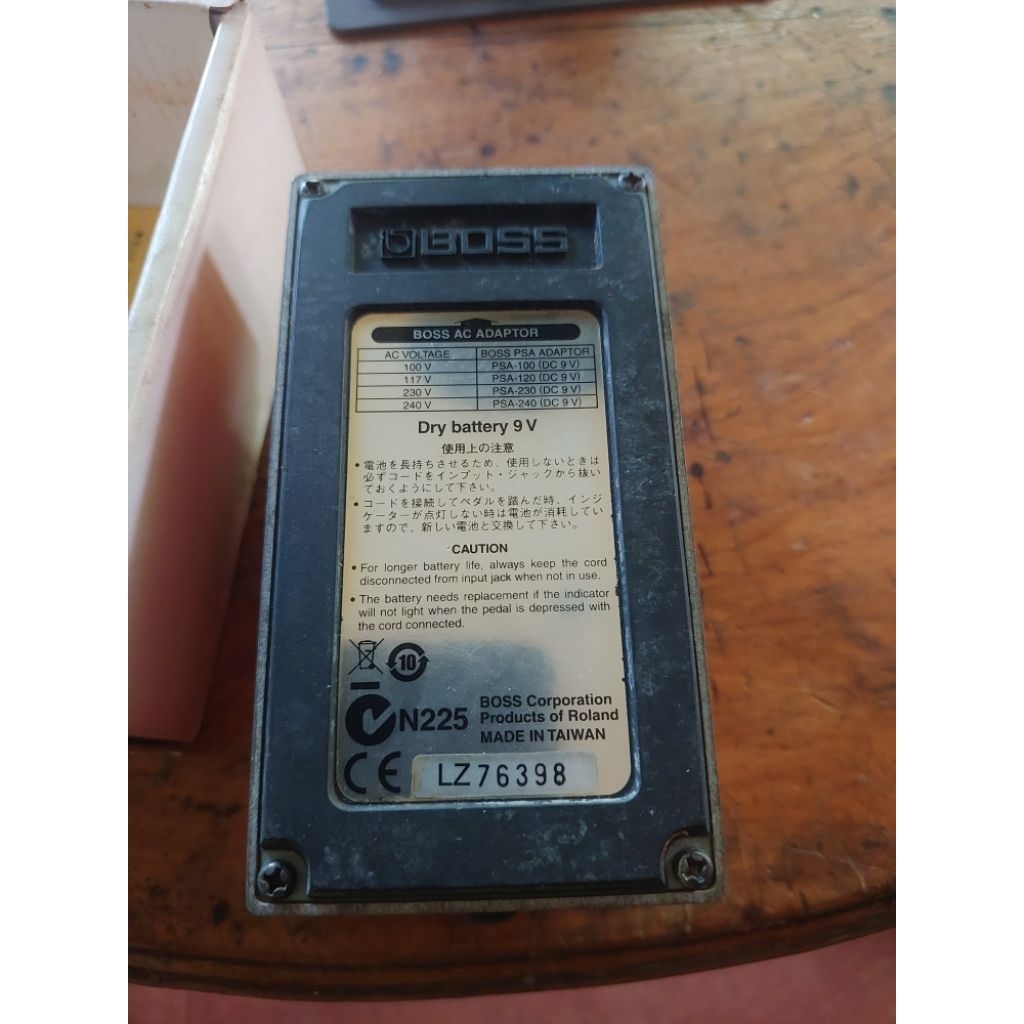 BOSS
BOSS AC ADAPTOR
AC VOLTAGE BOSS PSA ADAPTOR
100 V PSA-100 (DC 9 V)
117 V PSA-120 (DC 9 V)
230 V PSA-230 (DC 9 V)
240 V PSA-240 (DC 9 V)
Dry battery 9 V
使用上の注意
• 電池を長持ちさせるため、使用しないときは
必ずコードをインプット・ジャックから抜い
ておくようにして下さい。
• コードを接続してペダルを踏んだ時、インジ
ケーターが点灯しない時は電池が消耗してい
ますので、新しい電池と交換して下さい。
CAUTION
• For longer battery life, always keep the cord
disconnected from input jack when not in use.
• The battery needs replacement if the indicator
will not light when the pedal is depressed with
the cord connected.
10
N225
BOSS Corporation
Products of Roland
MADE IN TAIWAN
CE
LZ76398